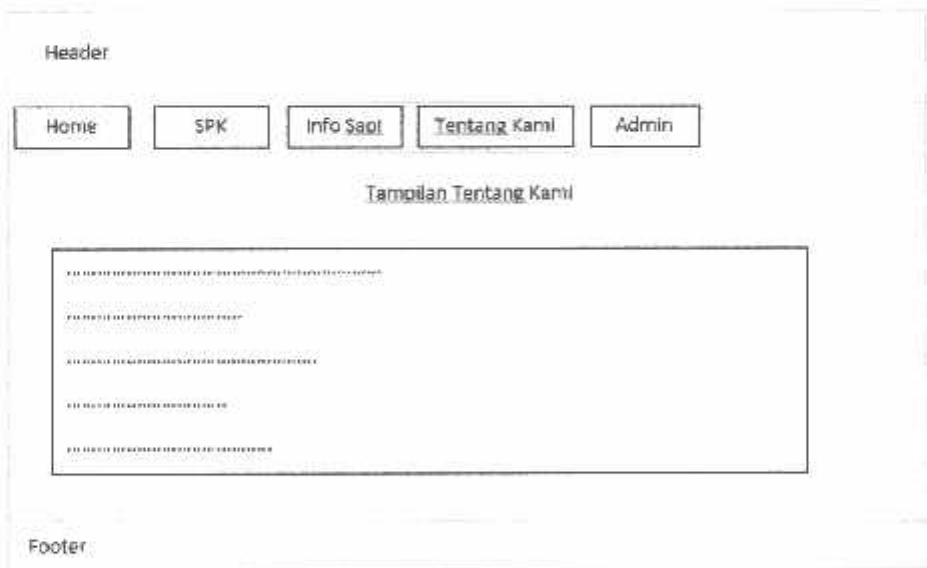 Header
Home SPK Info Sapi Tentang Kami Admin
Tampilan Tentang Kami
Footer